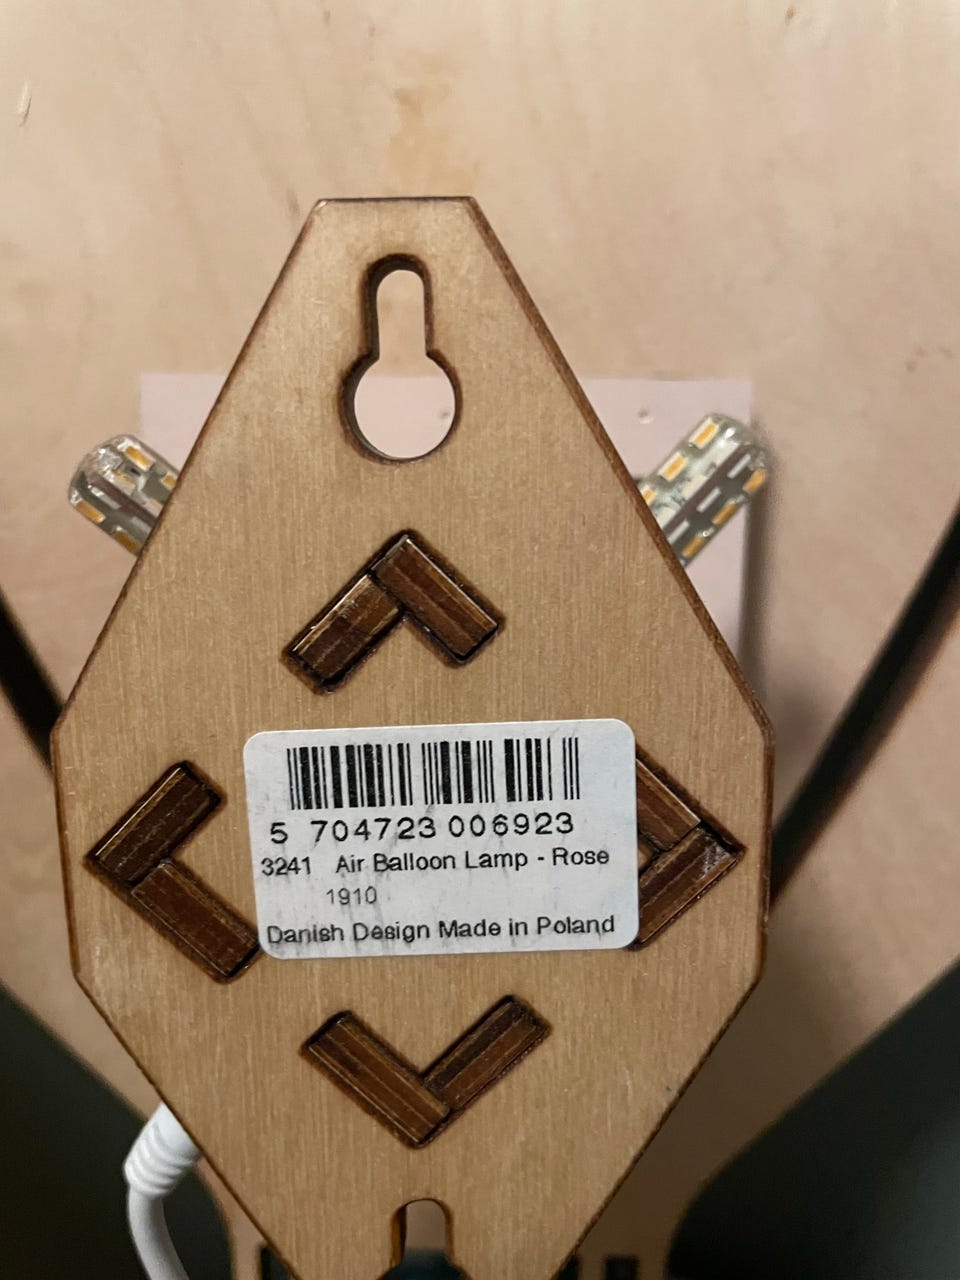 5 704723 006923
3241 Air Balloon Lamp - Rose
1910
Danish Design Made in Poland